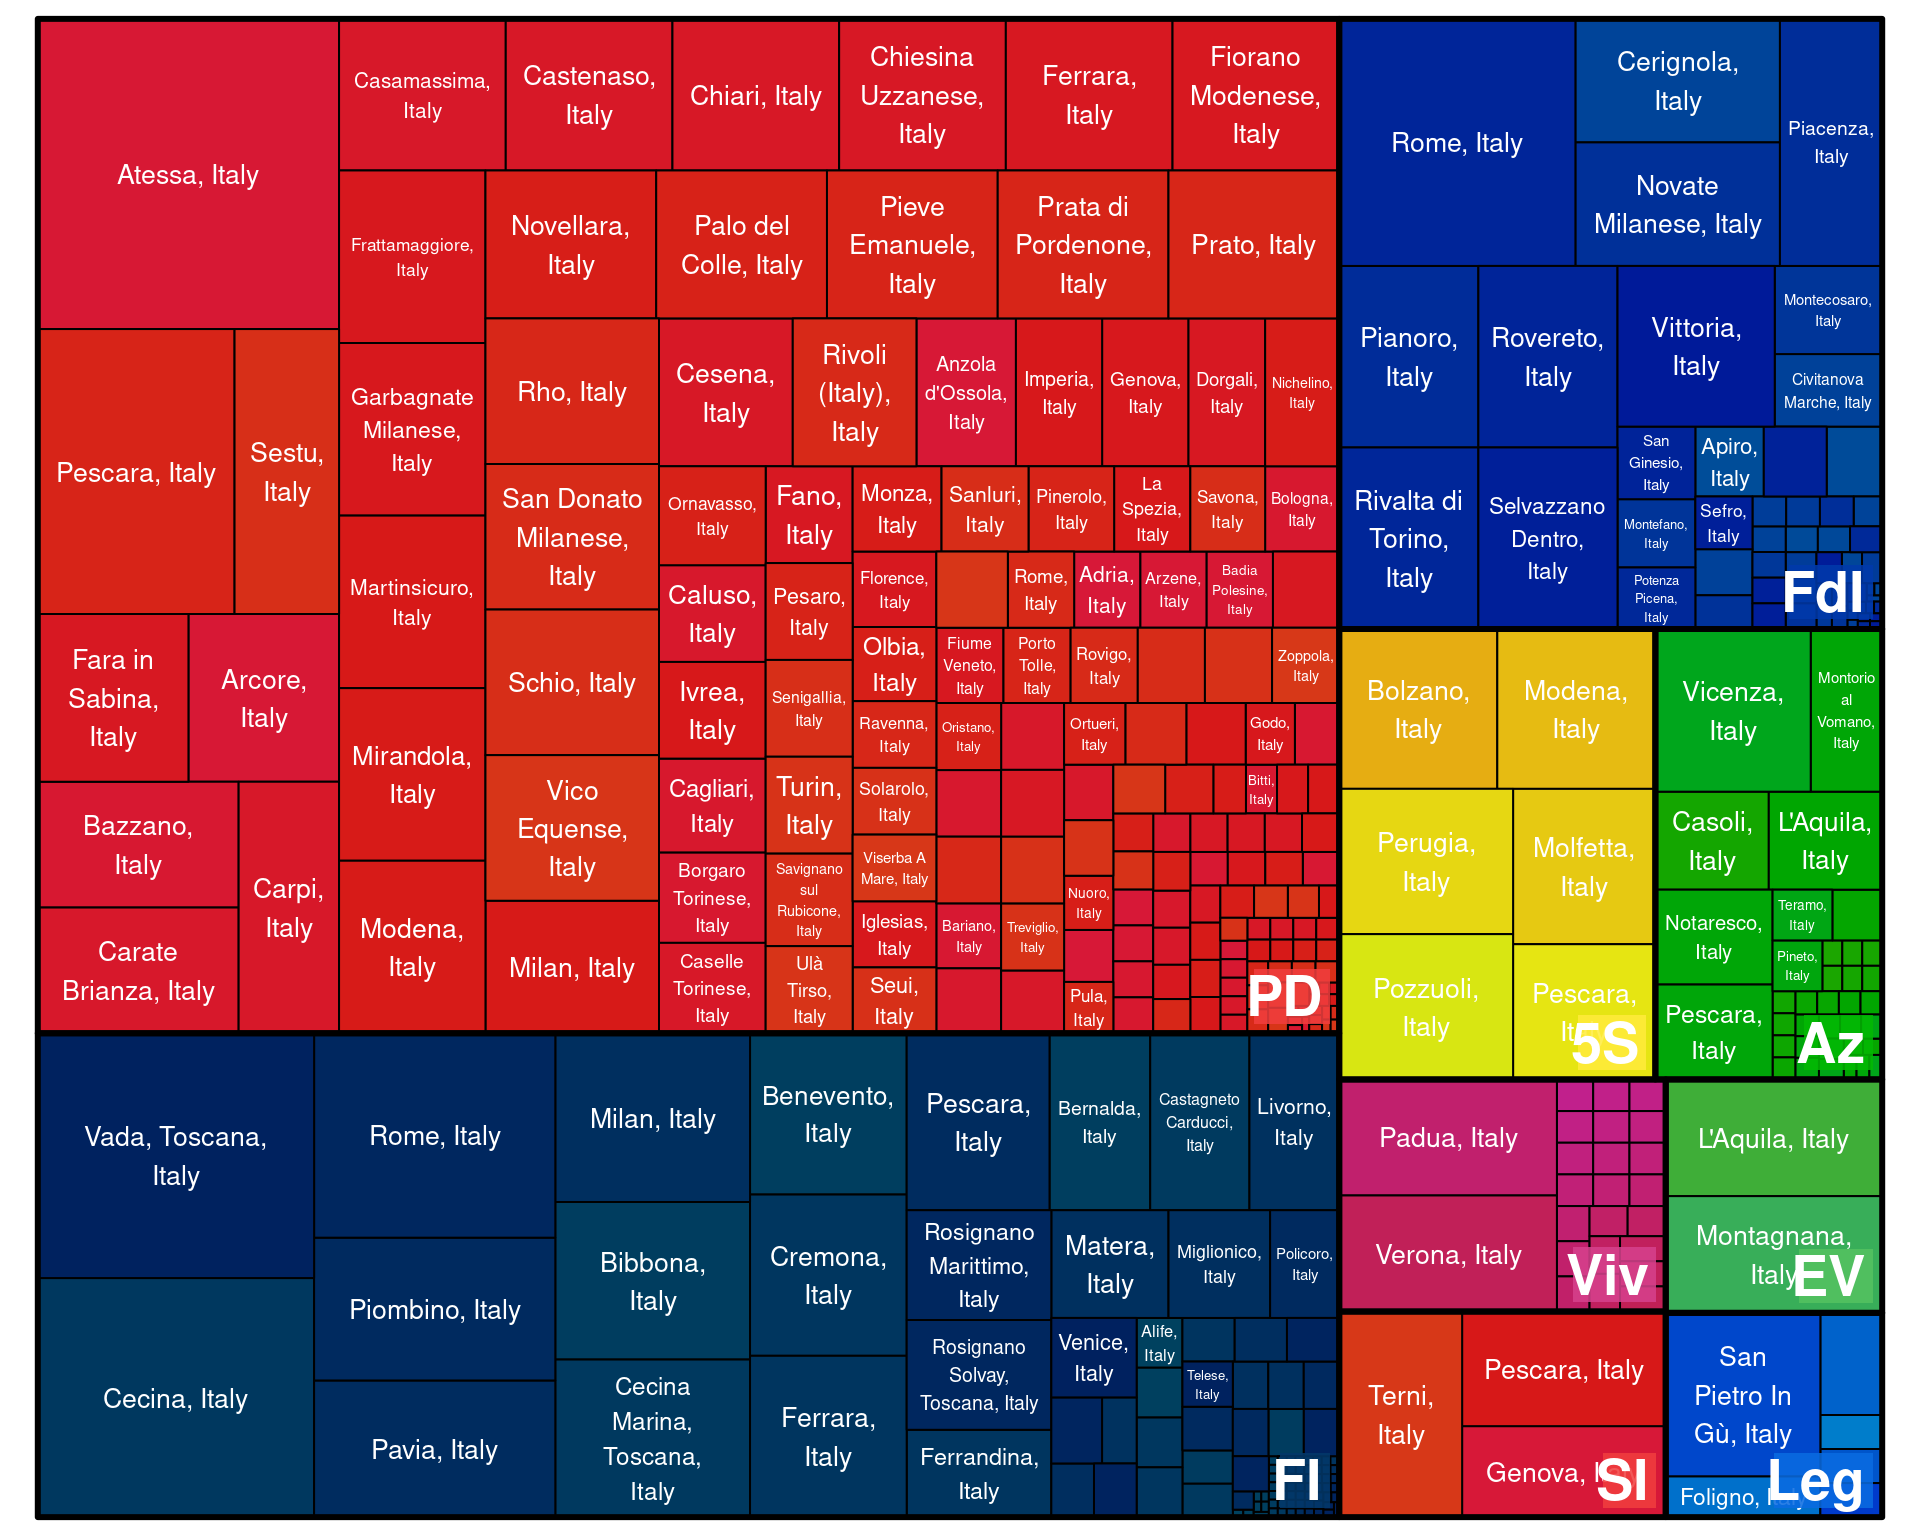 Atessa, Italy
Casamassima,
Italy
Castenaso,
Italy
Chiari, Italy
Chiesina
Uzzanese,
Italy
Ferrara,
Italy
Fiorano
Modenese,
Italy
Frattamaggiore,
Italy
Novellara,
Italy
Palo del
Colle, Italy
Pieve
Emanuele,
Italy
Prata di
Pordenone,
Italy
Prato, Italy
Pescara, Italy
Sestu,
Italy
Garbagnate
Milanese,
Italy
Rho, Italy
Cesena,
Italy
Rivoli
(Italy),
Italy
Anzola
d'Ossola,
Italy
Imperia,
Italy
Genova,
Italy
Dorgali,
Italy
Nichelino,
Italy
Martinsicuro,
Italy
San Donato
Milanese,
Italy
Ornavasso,
Italy
Fano,
Italy
Monza,
Italy
Sanluri,
Italy
Pinerolo,
Italy
La
Spezia,
Italy
Savona,
Italy
Bologna,
Italy
Caluso,
Italy
Pesaro,
Italy
Florence,
Italy
Rome,
Italy
Adria,
Italy
Arzene,
Italy
Badia
Polesine,
Italy
Fara in
Sabina,
Italy
Arcore,
Italy
Schio, Italy
Ivrea,
Italy
Senigallia,
Italy
Olbia,
Italy
Fiume
Veneto,
Italy
Porto
Tolle,
Italy
Rovigo,
Italy
Zoppola,
Italy
Mirandola,
Italy
Ravenna,
Italy
Oristano,
Italy
Ortueri,
Italy
Godo,
Italy
Bazzano,
Italy
Carpi,
Italy
Vico
Equense,
Italy
Cagliari,
Italy
Turin,
Italy
Solarolo,
Italy
Bitti,
Italy
Carate
Brianza, Italy
Modena,
Italy
Milan, Italy
Borgaro
Torinese,
Italy
Savignano
sul
Rubicone,
Italy
Viserba A
Mare, Italy
Iglesias,
Italy
Bariano,
Italy
Treviglio,
Italy
Nuoro,
Italy
Caselle
Torinese,
Italy
Ulà
Tirso,
Italy
Seui,
Italy
Pula,
Italy
PD
Rome, Italy
Cerignola,
Italy
Novate
Milanese, Italy
Piacenza,
Italy
Pianoro,
Italy
Rovereto,
Italy
Vittoria,
Italy
Montecosaro,
Italy
Civitanova
Marche, Italy
Rivalta di
Torino,
Italy
Selvazzano
Dentro,
Italy
San
Ginesio,
Italy
Apiro,
Italy
Montefano,
Italy
Sefro,
Italy
Potenza
Picena,
Italy
FdI
Bolzano,
Italy
Modena,
Italy
Perugia,
Italy
Molfetta,
Italy
Pozzuoli,
Italy
Pescara,
5S
Vicenza,
Italy
Montorio
al
Vomano,
Italy
Casoli,
Italy
L'Aquila,
Italy
Notaresco,
Italy
Teramo,
Italy
Pineto,
Italy
Pescara,
Italy
Az
Vada, Toscana,
Italy
Cecina, Italy
Rome, Italy
Piombino, Italy
Pavia, Italy
Milan, Italy
Bibbona,
Italy
Cecina
Marina,
Toscana,
Italy
Benevento,
Italy
Cremona,
Italy
Ferrara,
Italy
Pescara,
Italy
Bernalda,
Italy
Castagneto
Carducci,
Italy
Livorno,
Italy
Rosignano
Marittimo,
Italy
Matera,
Italy
Miglionico,
Italy
Policoro,
Italy
Rosignano
Solvay,
Toscana, Italy
Venice,
Italy
Alife,
Italy
Telese,
Italy
Ferrandina,
Italy
FI
Padua, Italy
Verona, Italy
Viv
L'Aquila, Italy
Montagnana,
Italy
EV
Terni,
Italy
Pescara, Italy
Genova,
SI
San
Pietro In
Gù, Italy
Foligno, Italy
Leg